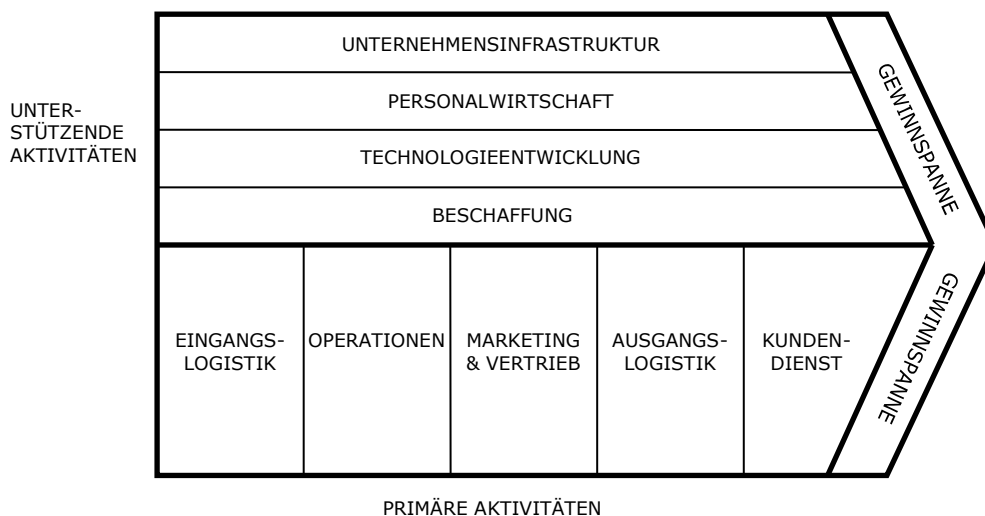 UNTERNEHMENSINFRASTRUKTUR
PERSONALWIRTSCHAFT
TECHNOLOGIEENTWICKLUNG
BESCHAFFUNG
UNTER-
STÜTZENDE
AKTIVITÄTEN
GEWINNSPANNE
GEWINNSPANNE
EINGANGS-
LOGISTIK
OPERATIONEN
MARKETING
& VERTRIEB
AUSGANGS-
LOGISTIK
KUNDEN-
DIENST
PRIMÄRE AKTIVITÄTEN